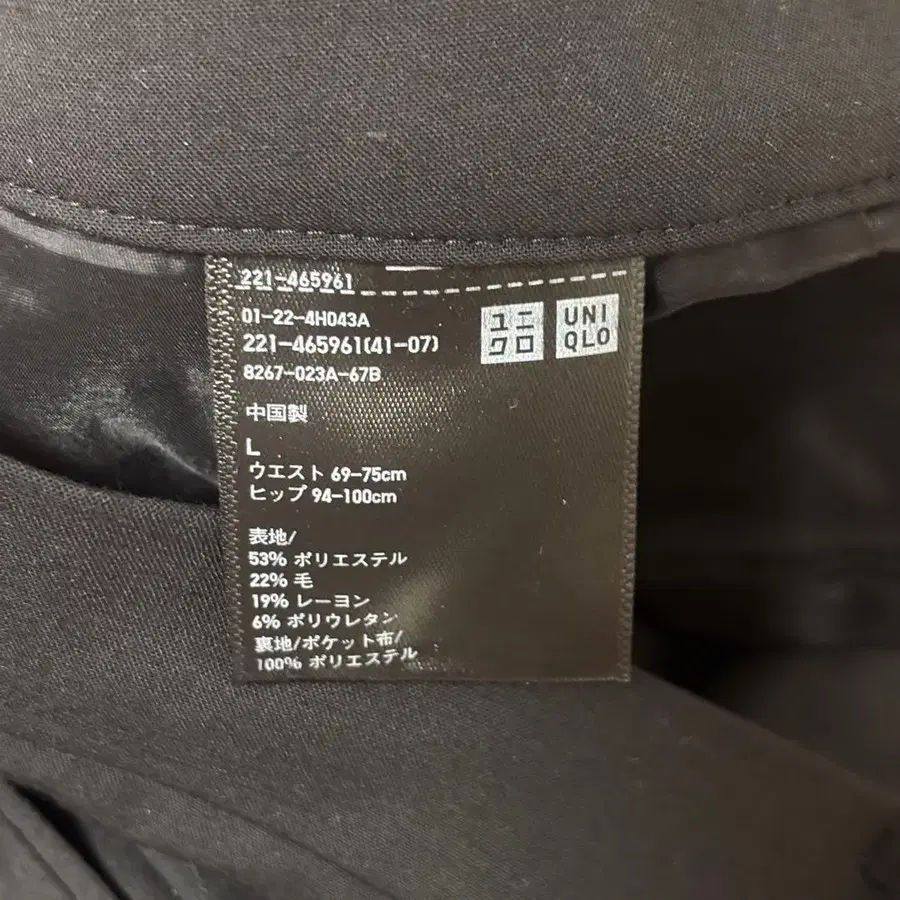 221-465961
01-22-4H043A
221-465961(41-07)
8267-023A-67B
ユニ
クロ
UNI
QLO
中国製
L
ウエスト 69-75cm
ヒップ 94-100cm
表地/
53% ポリエステル
22% 毛
19% レーヨン
6% ポリウレタン
裏地/ポケット布/
100% ポリエステル